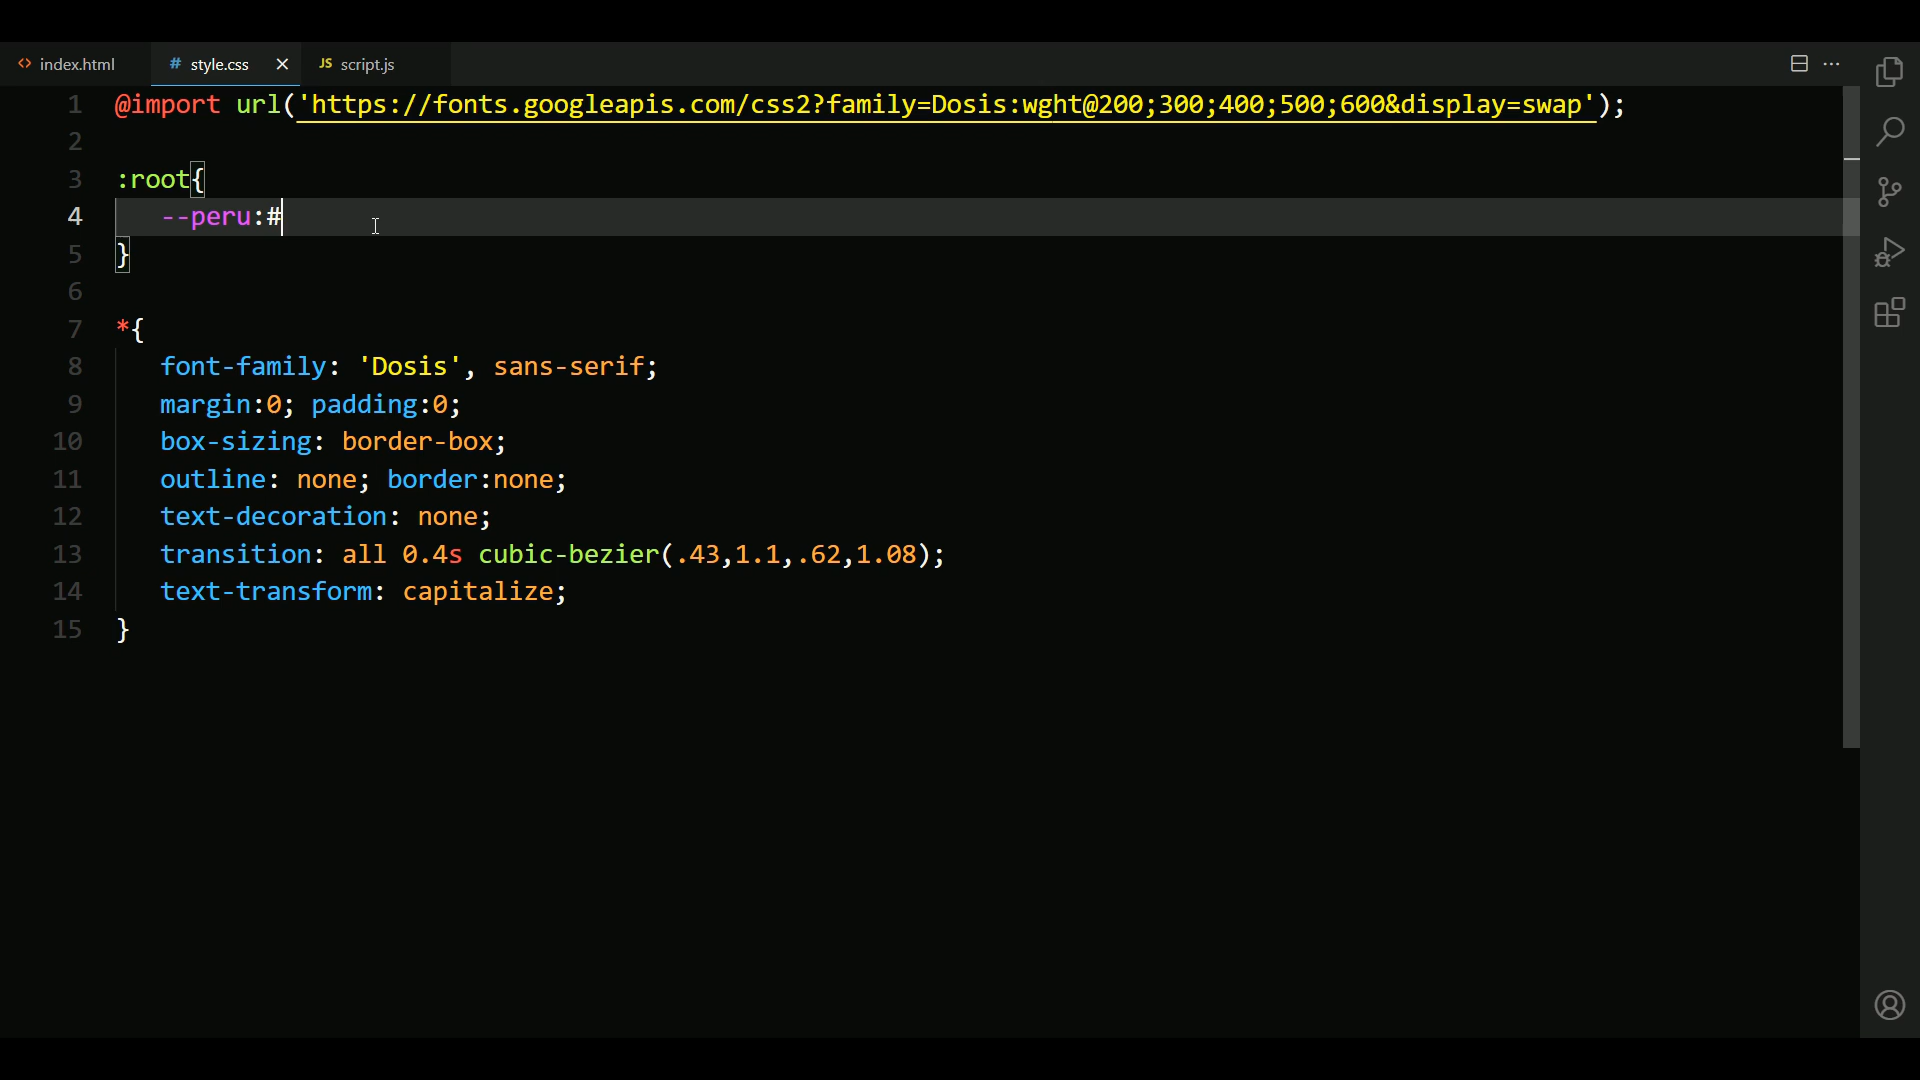 <> index.html # style.css × JS script.js
1 @import url('https://fonts.googleapis.com/css2?family=Dosis:wght@200;300;400;500;600&display=swap');
2
3 :root{
4 --peru:#
5 }
6
7 *{
8 font-family: 'Dosis', sans-serif;
9 margin:0; padding:0;
10 box-sizing: border-box;
11 outline: none; border:none;
12 text-decoration: none;
13 transition: all 0.4s cubic-bezier(.43,1.1,.62,1.08);
14 text-transform: capitalize;
15 }